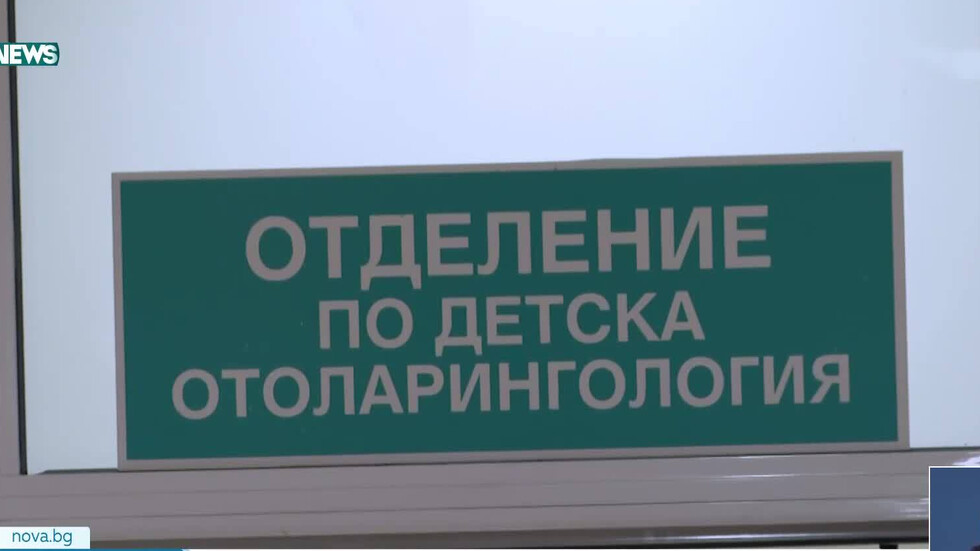 NEWS
ОТДЕЛЕНИЕ
ПО ДЕТСКА
ОТОЛАРИНГОЛОГИЯ
nova.bg